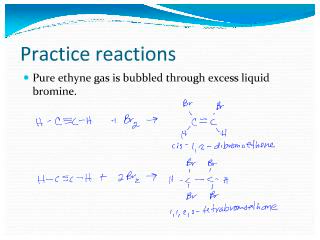 Practice reactions
Pure ethyne gas is bubbled through excess liquid
bromine.
H - C≡C - H + Br2 → Br Br C = C H H
cis-1,2-dibromoethene
H - C≡C - H + 2Br2 → Br Br H - C - C - H Br Br
1,1,2,2-tetrabromoethane